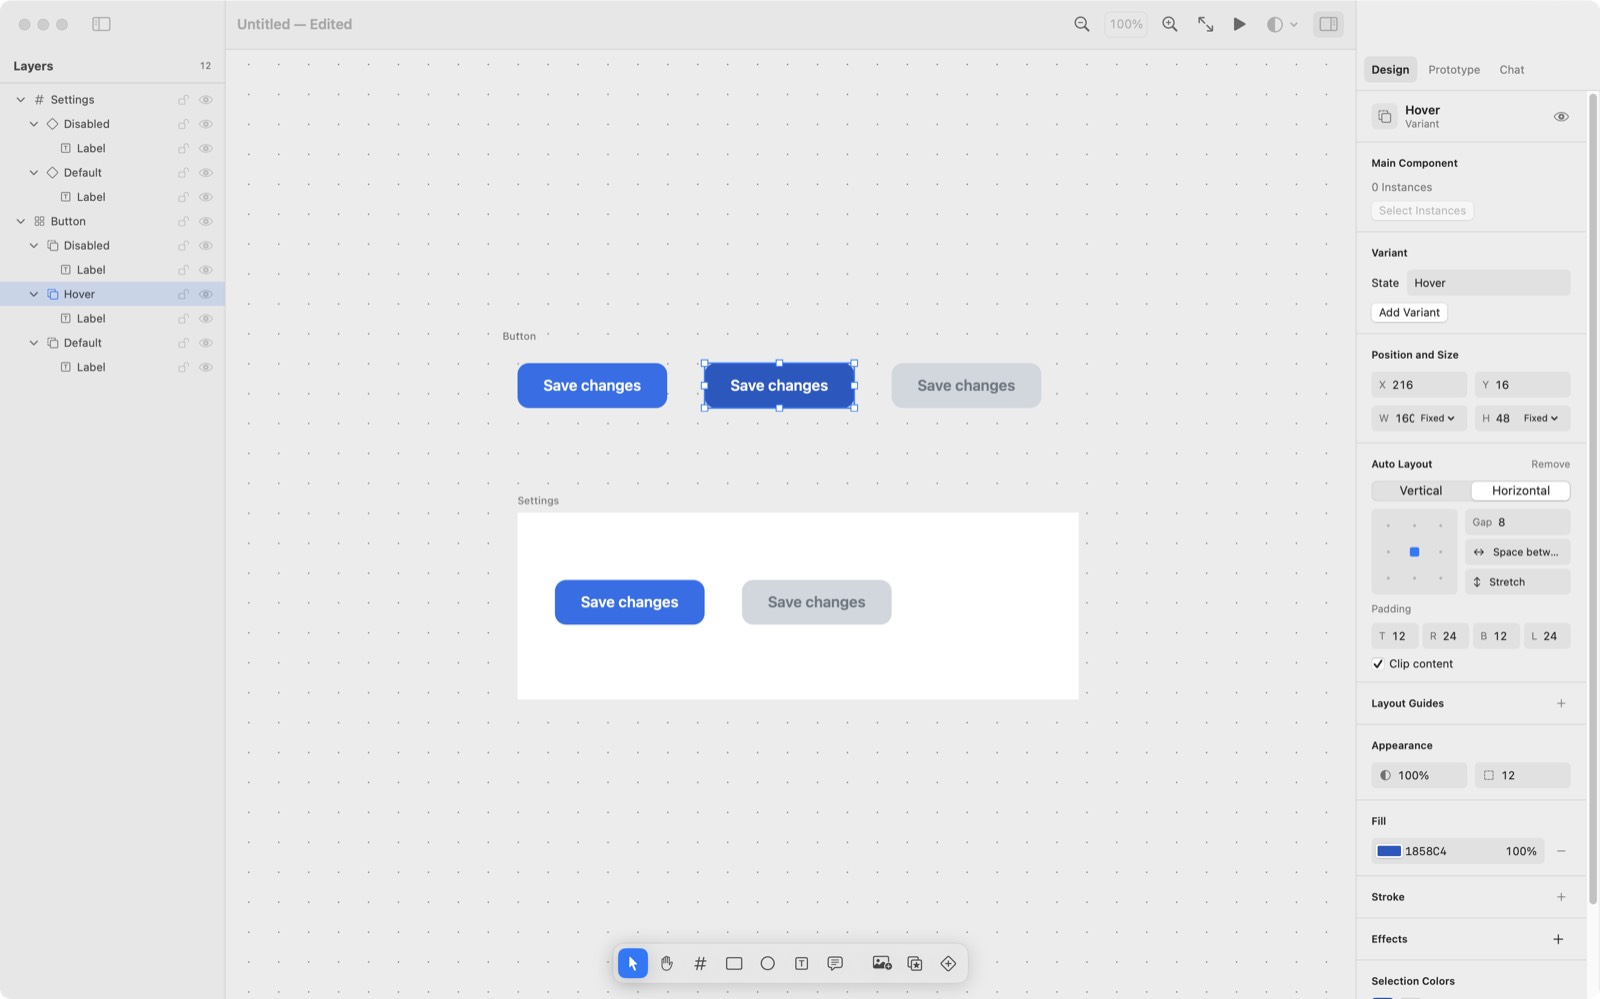 Untitled — Edited
100%
Layers
12
Settings
Disabled
Label
Default
Label
Button
Disabled
Label
Hover
Label
Default
Label
Button
Save changes
Save changes
Save changes
Settings
Save changes
Save changes
Design Prototype Chat
Hover
Variant
Main Component
0 Instances
Select Instances
Variant
State Hover
Add Variant
Position and Size
X 216 Y 16
W 160 Fixed H 48 Fixed
Auto Layout Remove
Vertical Horizontal
Gap 8
Space betw...
Stretch
Padding
T 12 R 24 B 12 L 24
Clip content
Layout Guides
Appearance
100% 12
Fill
1858C4 100%
Stroke
Effects
Selection Colors